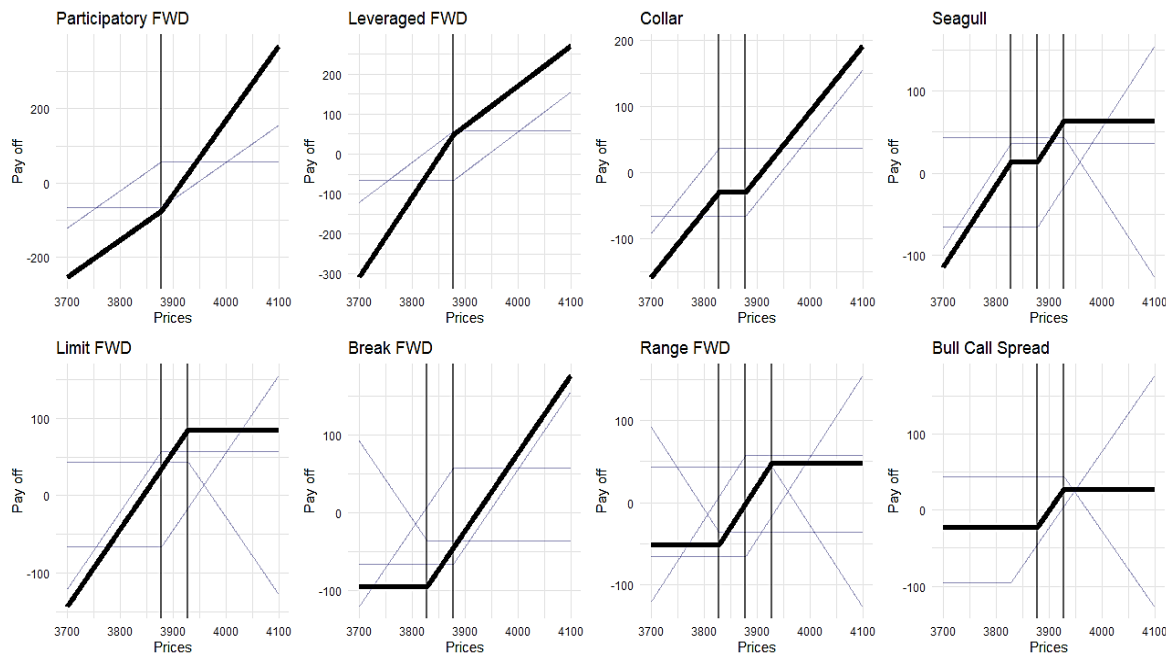 Participatory FWD
Leveraged FWD
Collar
Seagull
Pay off
200
0
-200
3700 3800 3900 4000 4100
Prices
Pay off
200
100
0
-100
-200
-300
3700 3800 3900 4000 4100
Prices
Pay off
200
100
0
-100
3700 3800 3900 4000 4100
Prices
Pay off
100
0
-100
3700 3800 3900 4000 4100
Prices
Limit FWD
Break FWD
Range FWD
Bull Call Spread
Pay off
100
0
-100
3700 3800 3900 4000 4100
Prices
Pay off
100
0
-100
3700 3800 3900 4000 4100
Prices
Pay off
100
0
-100
3700 3800 3900 4000 4100
Prices
Pay off
100
0
-100
3700 3800 3900 4000 4100
Prices